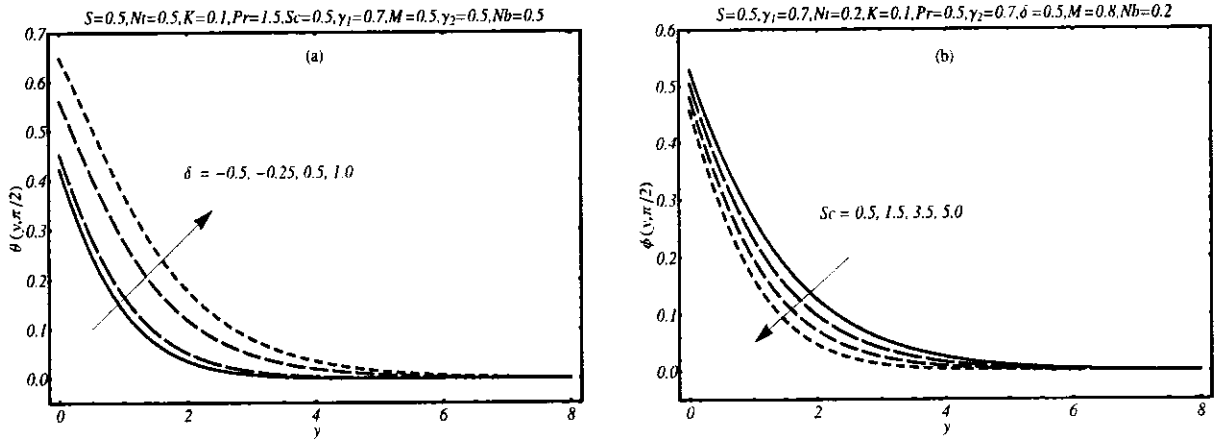 S=0.5,Nt=0.5,K=0.1,Pr=1.5,Sc=0.5,γ₁=0.7,M=0.5,γ₂=0.5,Nb=0.5
(a)
0.7
0.6
0.5
0.4
0.3
0.2
0.1
0.0
θ(y,π/2)
δ = −0.5, −0.25, 0.5, 1.0
0 2 4 6 8
y
S=0.5,γ₁=0.7,Nt=0.2,K=0.1,Pr=0.5,γ₂=0.7,δ=0.5,M=0.8,Nb=0.2
(b)
0.6
0.5
0.4
0.3
0.2
0.1
0.0
ϕ(y,π/2)
Sc = 0.5, 1.5, 3.5, 5.0
0 2 4 6 8
y